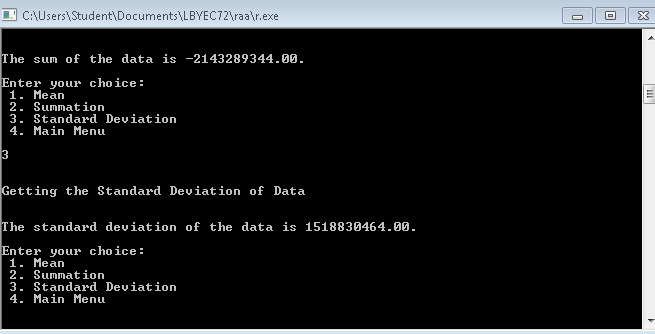 C:\Users\Student\Documents\LBYEC72\raa\r.exe
The sum of the data is -2143289344.00.
Enter your choice:
1. Mean
2. Summation
3. Standard Deviation
4. Main Menu
3
Getting the Standard Deviation of Data
The standard deviation of the data is 1518830464.00.
Enter your choice:
1. Mean
2. Summation
3. Standard Deviation
4. Main Menu